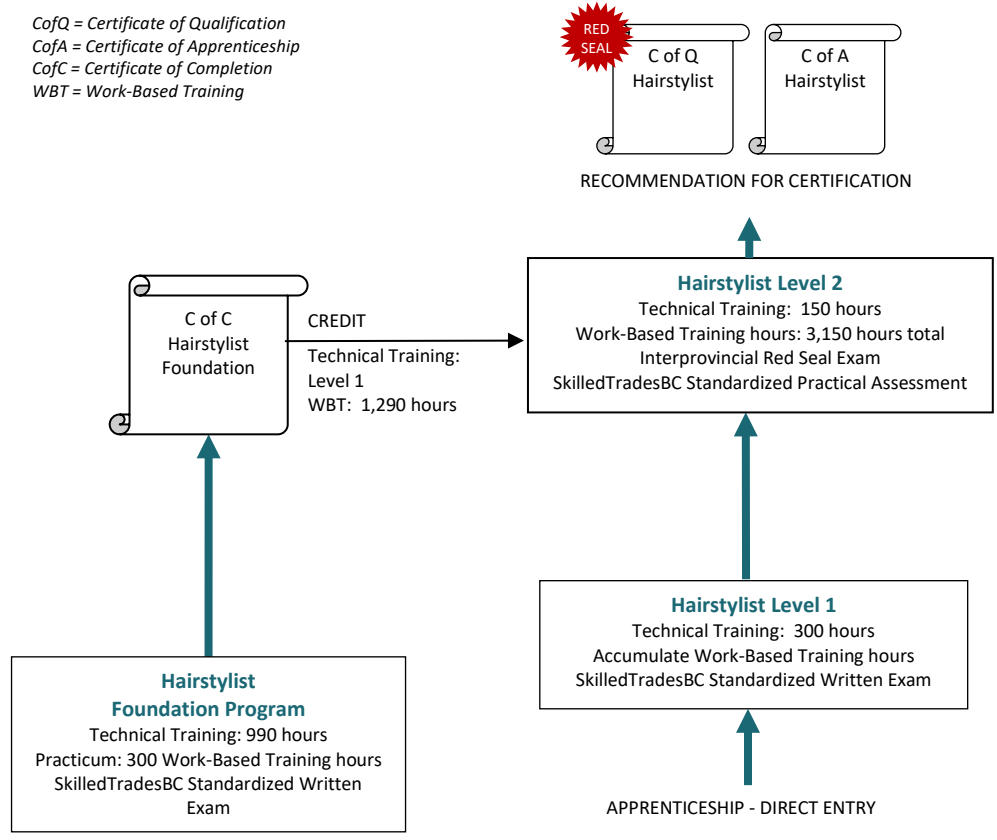 CofQ = Certificate of Qualification
CofA = Certificate of Apprenticeship
CofC = Certificate of Completion
WBT = Work-Based Training
RED
SEAL
C of Q
Hairstylist
C of A
Hairstylist
RECOMMENDATION FOR CERTIFICATION
Hairstylist Level 2
Technical Training: 150 hours
Work-Based Training hours: 3,150 hours total
Interprovincial Red Seal Exam
SkilledTradesBC Standardized Practical Assessment
C of C
Hairstylist
Foundation
CREDIT
Technical Training:
Level 1
WBT: 1,290 hours
Hairstylist Level 1
Technical Training: 300 hours
Accumulate Work-Based Training hours
SkilledTradesBC Standardized Written Exam
Hairstylist
Foundation Program
Technical Training: 990 hours
Practicum: 300 Work-Based Training hours
SkilledTradesBC Standardized Written
Exam
APPRENTICESHIP - DIRECT ENTRY